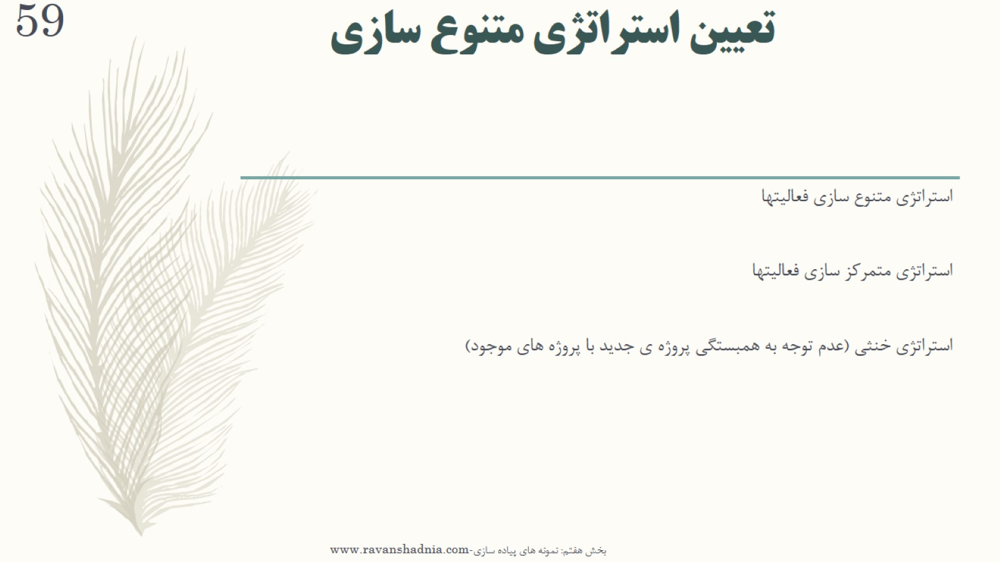 59
تعیین استراتژی متنوع سازی
استراتژی متنوع سازی فعالیتها
استراتژی متمرکز سازی فعالیتها
استراتژی خنثی (عدم توجه به همبستگی پروژه ی جدید با پروژه های موجود)
بخش هفتم: نمونه های پیاده سازی-www.ravanshadnia.com